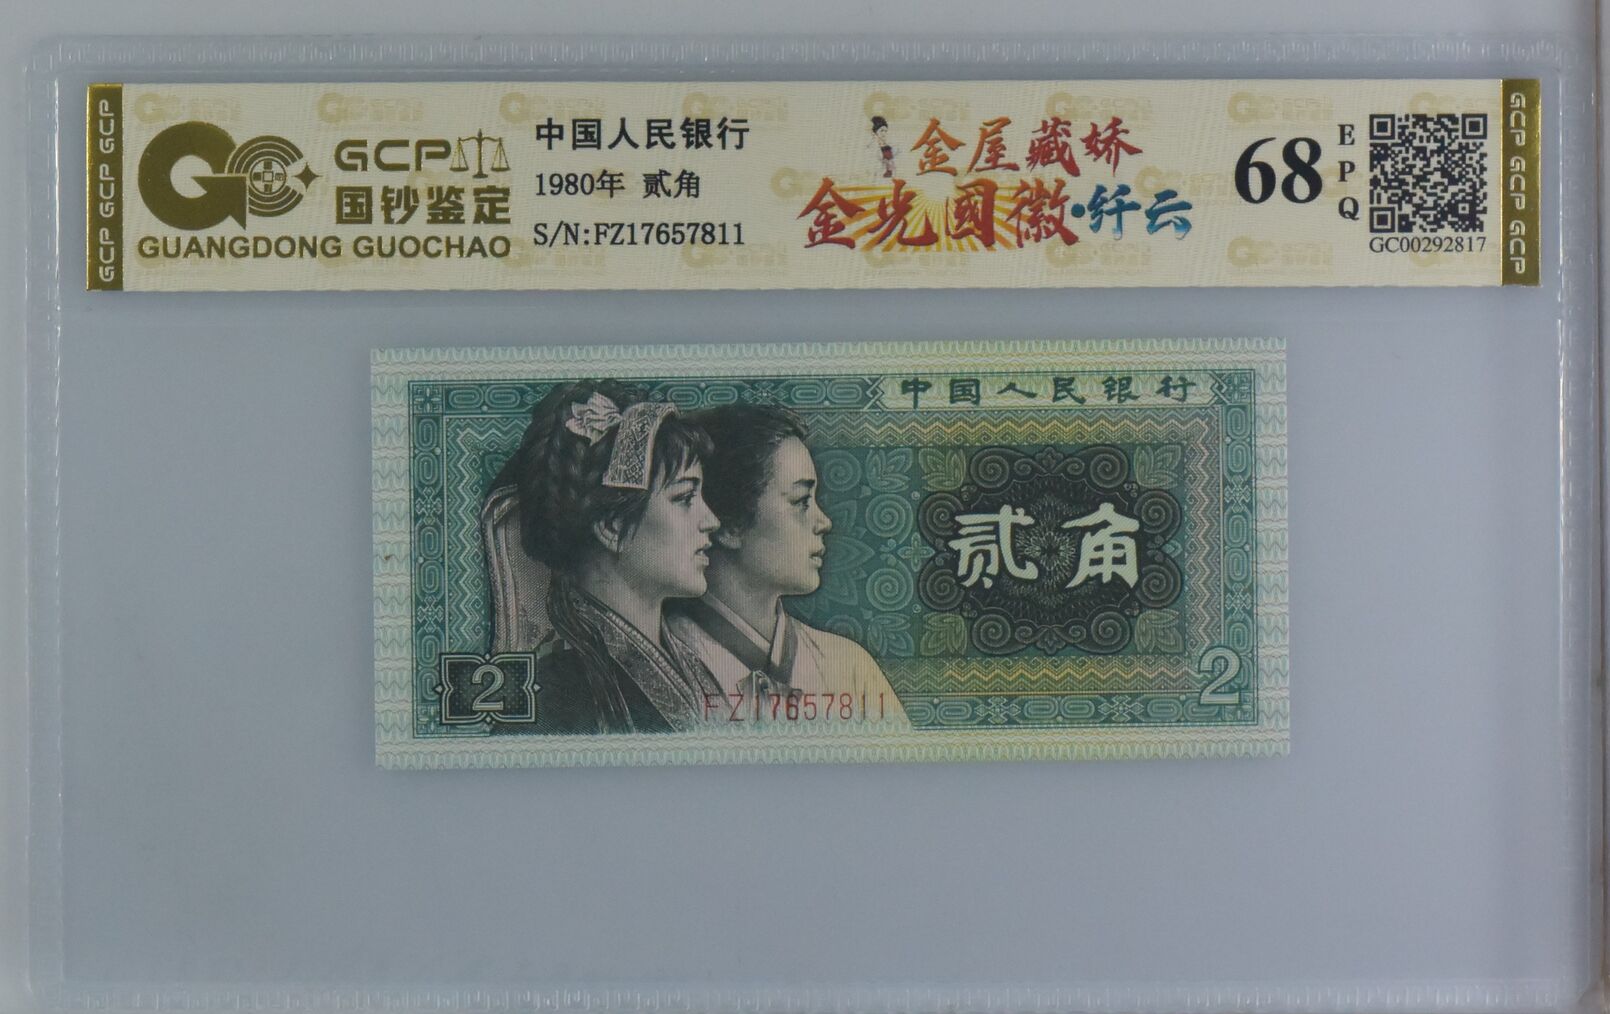 GCP GCP GCP
GCP
国钞鉴定
GUANGDONG GUOCHAO
中国人民银行
1980年 贰角
S/N:FZ17657811
金屋藏娇
金光國徽·纤云
68
EPQ
GC00292817
GCP GCP GCP
中国人民银行
贰角
2
FZ17657811
2